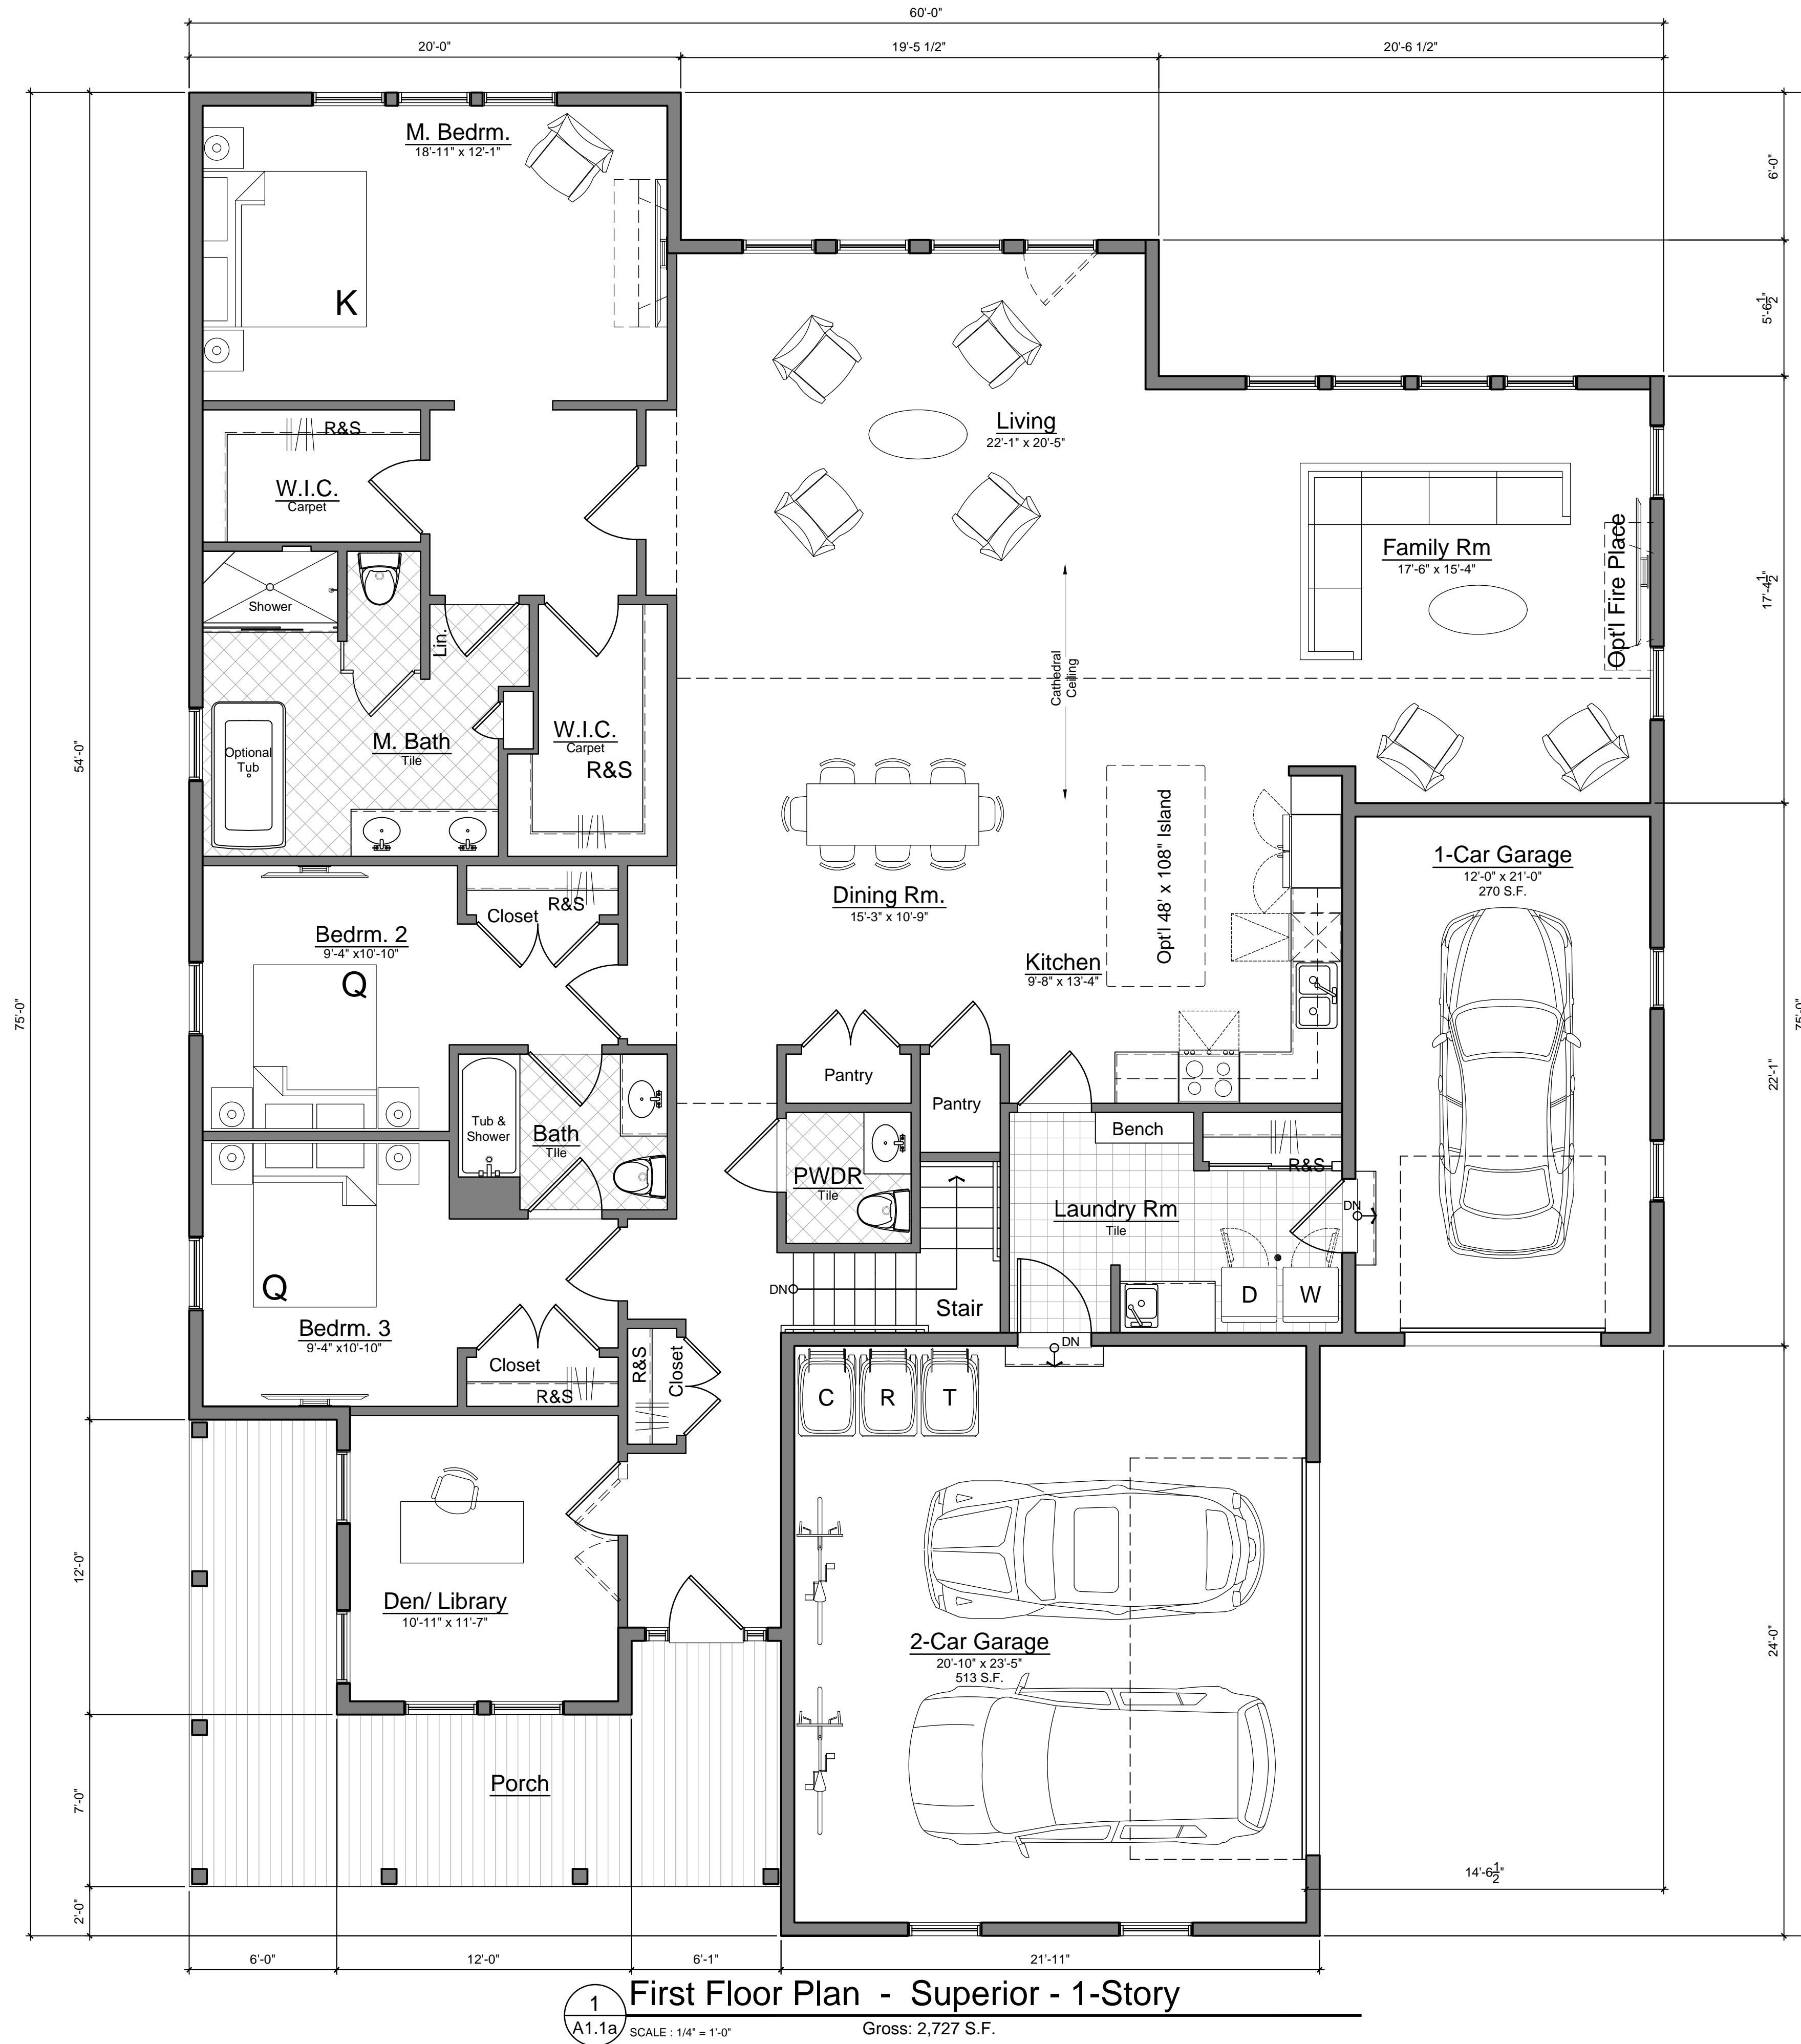 60'-0"
20'-0"
19'-5 1/2"
20'-6 1/2"
M. Bedrm.
18'-11" x 12'-1"
6'-0"
K
5'-6 1/2"
R&S
Living
22'-1" x 20'-5"
W.I.C.
Carpet
Family Rm
17'-6" x 15'-4"
Opt'l Fire Place
17'-4 1/2"
Shower
Lin.
Cathedral
Ceiling
54'-0"
M. Bath
Tile
Optional
Tub
W.I.C.
Carpet
R&S
Opt'l 48' x 108" Island
1-Car Garage
12'-0" x 21'-0"
270 S.F.
Dining Rm.
15'-3" x 10'-9"
R&S
Closet
Bedrm. 2
9'-4" x10'-10"
Q
Kitchen
9'-8" x 13'-4"
75'-0"
75'-0"
22'-1"
Pantry
Pantry
Tub &
Shower
Bath
TIle
Bench
R&S
PWDR
Tile
Laundry Rm
Tile
DN
D
W
Q
DN
Stair
Bedrm. 3
9'-4" x10'-10"
Closet
R&S
R&S
Closet
DN
C
R
T
12'-0"
Den/ Library
10'-11" x 11'-7"
2-Car Garage
20'-10" x 23'-5"
513 S.F.
24'-0"
7'-0"
Porch
14'-6 1/2"
2'-0"
6'-0"
12'-0"
6'-1"
21'-11"
1
A1.1a
First Floor Plan - Superior - 1-Story
SCALE : 1/4" = 1'-0"
Gross: 2,727 S.F.